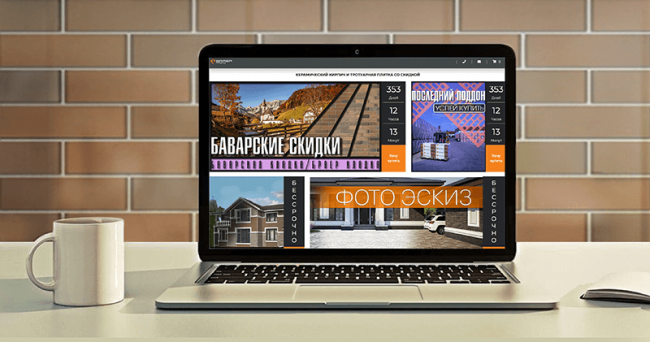 КЕРАМИЧЕСКИЙ КИРПИЧ И ТРОТУАРНАЯ ПЛИТКА СО СКИДКОЙ
БАВАРСКИЕ СКИДКИ
353
Дней
12
Часов
13
Минут
Хочу
купить
ПОСЛЕДНИЙ ПОДДОН
УСПЕЙ КУПИТЬ
353
Дней
12
Часов
13
Минут
Хочу
купить
БЕССРОЧНО
ФОТО ЭСКИЗ
БЕССРОЧНО